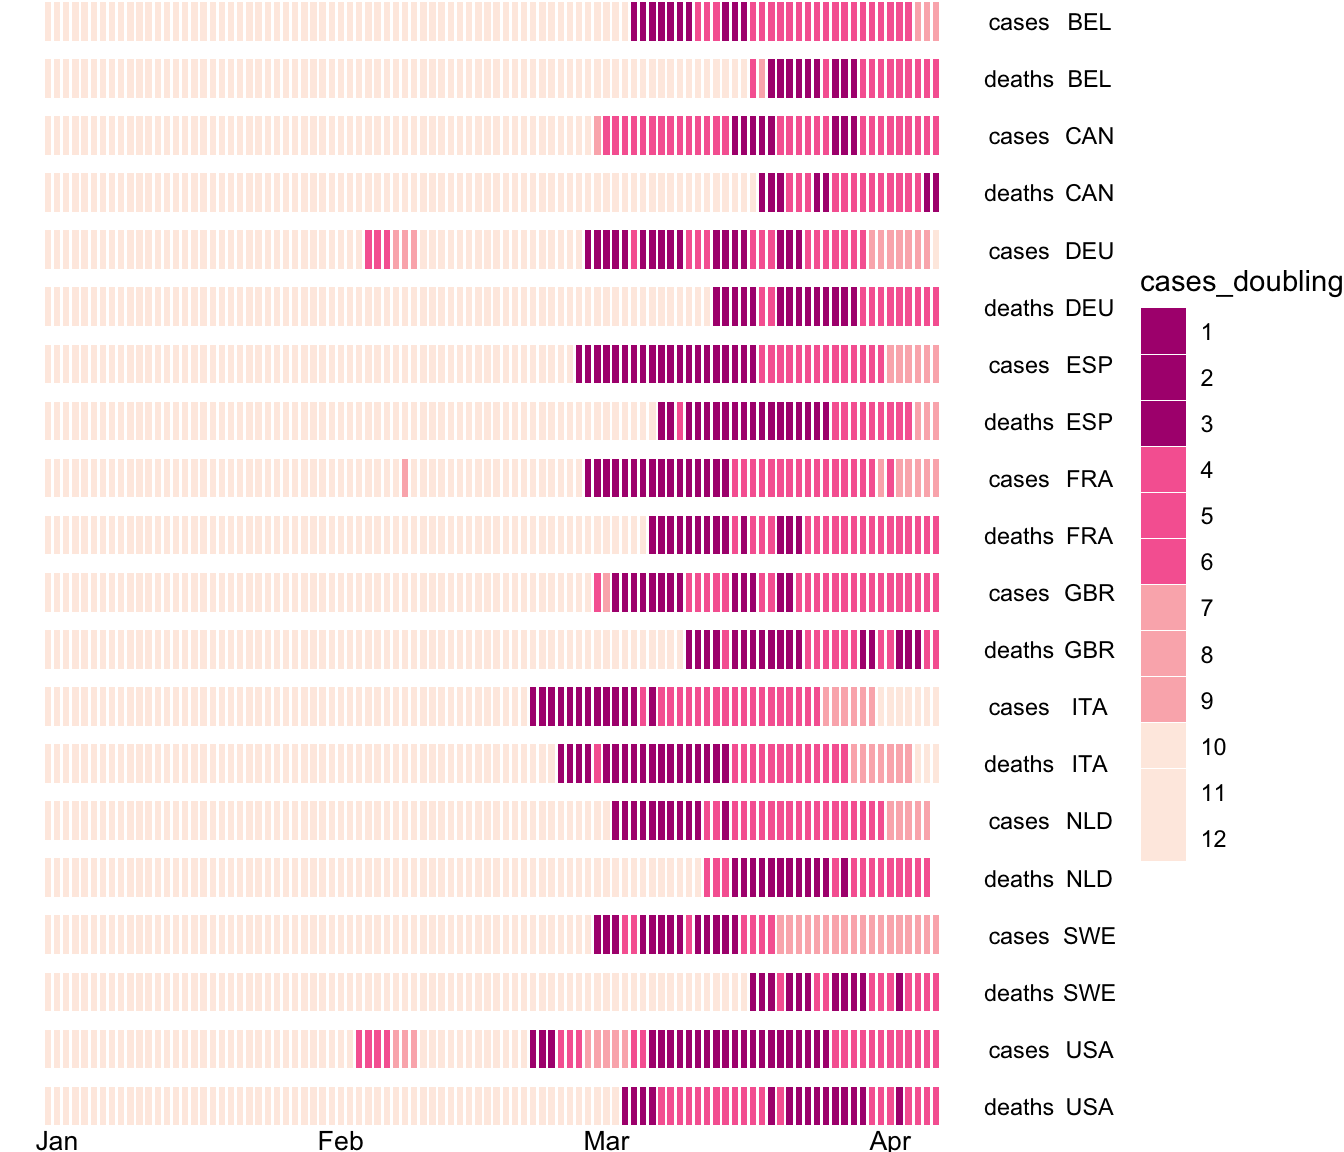 cases BEL
deaths BEL
cases CAN
deaths CAN
cases DEU
deaths DEU
cases ESP
deaths ESP
cases FRA
deaths FRA
cases GBR
deaths GBR
cases ITA
deaths ITA
cases NLD
deaths NLD
cases SWE
deaths SWE
cases USA
deaths USA
Jan Feb Mar Apr
cases_doubling
1
2
3
4
5
6
7
8
9
10
11
12